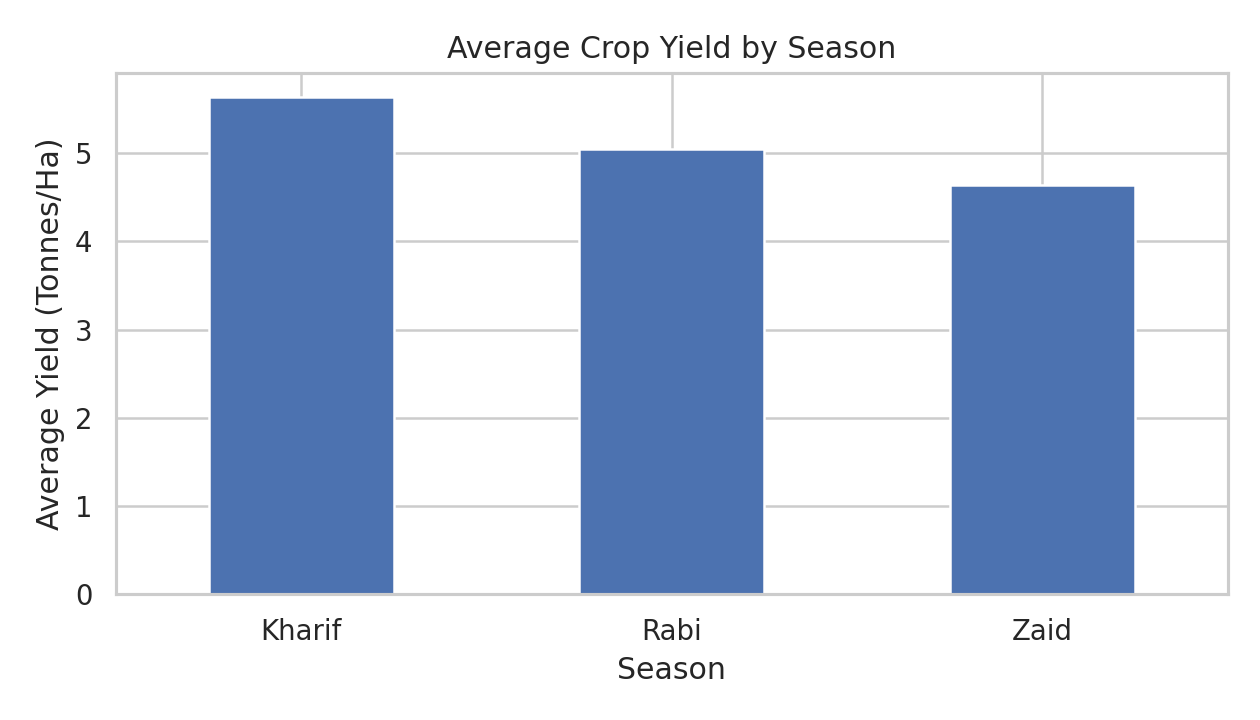 Average Crop Yield by Season
Average Yield (Tonnes/Ha)
5
4
3
2
1
0
Kharif
Rabi
Zaid
Season